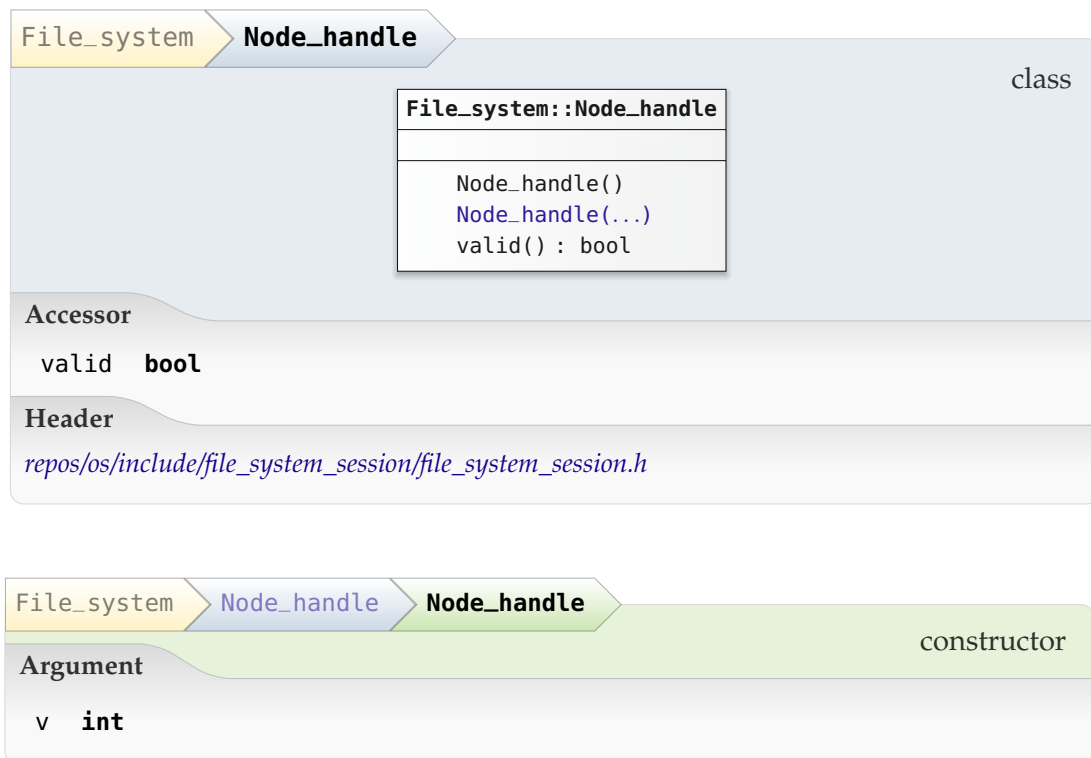 File_system Node_handle
class
File_system::Node_handle
Node_handle()
Node_handle(...)
valid() : bool
Accessor
valid bool
Header
repos/os/include/file_system_session/file_system_session.h
File_system Node_handle Node_handle
constructor
Argument
v int